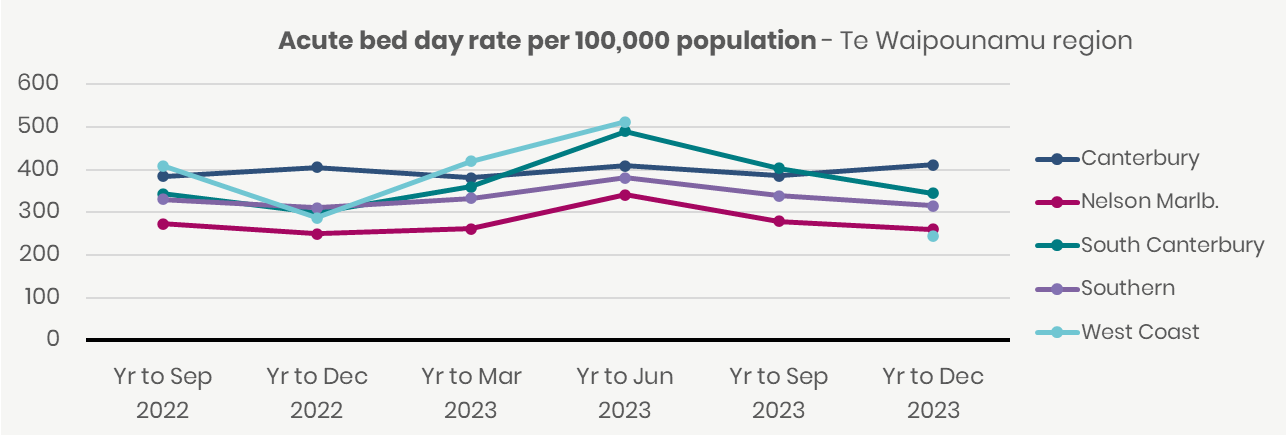 Acute bed day rate per 100,000 population - Te Waipounamu region
600
500
400
300
200
100
0
Yr to Sep 2022
Yr to Dec 2022
Yr to Mar 2023
Yr to Jun 2023
Yr to Sep 2023
Yr to Dec 2023
Canterbury
Nelson Marlb.
South Canterbury
Southern
West Coast